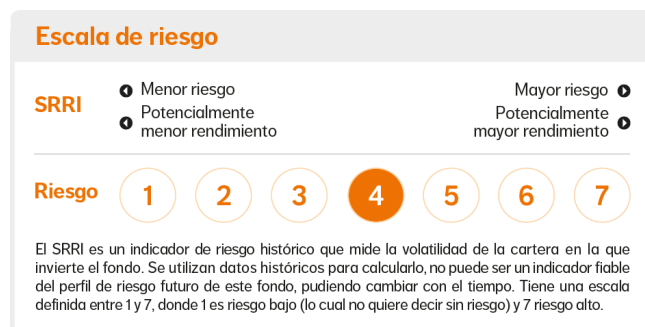 Escala de riesgo
SRRI
Menor riesgo
Potencialmente
menor rendimiento
Mayor riesgo
Potencialmente
mayor rendimiento
Riesgo 1 2 3 4 5 6 7
El SRRI es un indicador de riesgo histórico que mide la volatilidad de la cartera en la que
invierte el fondo. Se utilizan datos históricos para calcularlo, no puede ser un indicador fiable
del perfil de riesgo futuro de este fondo, pudiendo cambiar con el tiempo. Tiene una escala
definida entre 1 y 7, donde 1 es riesgo bajo (lo cual no quiere decir sin riesgo) y 7 riesgo alto.